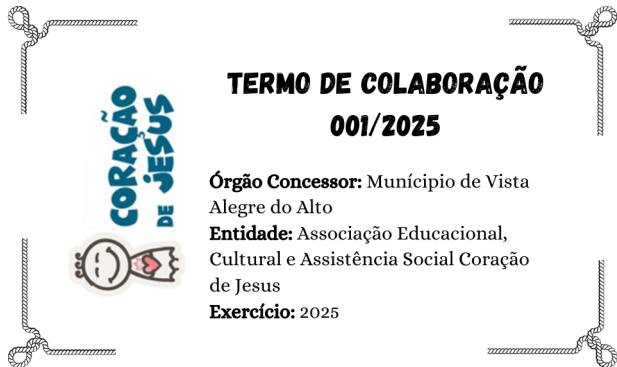 CORAÇÃO
DE JESUS
TERMO DE COLABORAÇÃO
001/2025
Órgão Concessor: Munícipio de Vista
Alegre do Alto
Entidade: Associação Educacional,
Cultural e Assistência Social Coração
de Jesus
Exercício: 2025